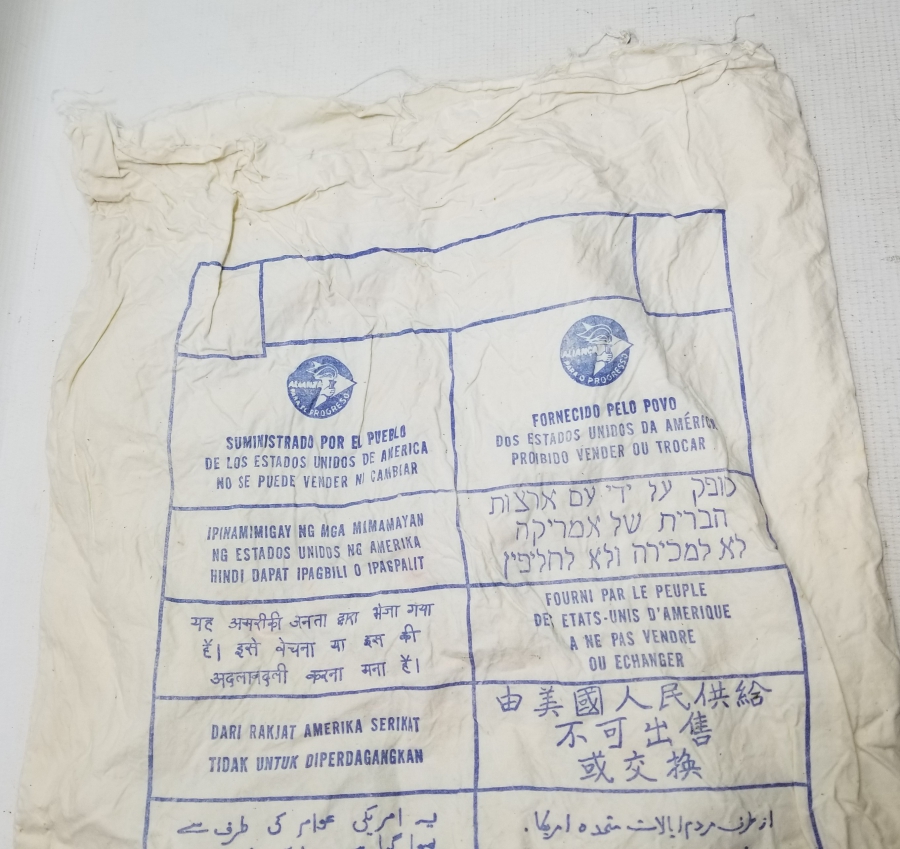 ALIANZA
PARA EL PROGRESO
SUMINISTRADO POR EL PUEBLO
DE LOS ESTADOS UNIDOS DE AMERICA
NO SE PUEDE VENDER NI CAMBIAR
ALIANÇA
PARA O PROGRESSO
FORNECIDO PELO POVO
DOS ESTADOS UNIDOS DA AMÉRICA
PROIBIDO VENDER OU TROCAR
IPINAMIMIGAY NG MGA MIMAMAYAN
NG ESTADOS UNIDOS NG AMERIKA
HINDI DAPAT IPAGBILI O IPAGPALIT
סופק על ידי עם ארצות
הברית של אמריקה
לא למכירה ולא לחליפין
यह अमरीकी जनता द्वारा भेजा गया
है। इसे बेचना या इस की
अदलाबदली करना मना है।
FOURNI PAR LE PEUPLE
DES ETATS-UNIS D'AMERIQUE
A NE PAS VENDRE
OU ECHANGER
DARI RAKJAT AMERIKA SERIKAT
TIDAK UNTUK DIPERDAGANGKAN
由美國人民供給
不可出售
或交換
یہ امریکی عوام کی طرف سے
از طرف مردم ایالات متحده امریکا.